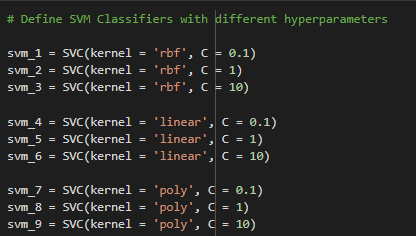 # Define SVM Classifiers with different hyperparameters
svm_1 = SVC(kernel = 'rbf', C = 0.1)
svm_2 = SVC(kernel = 'rbf', C = 1)
svm_3 = SVC(kernel = 'rbf', C = 10)
svm_4 = SVC(kernel = 'linear', C = 0.1)
svm_5 = SVC(kernel = 'linear', C = 1)
svm_6 = SVC(kernel = 'linear', C = 10)
svm_7 = SVC(kernel = 'poly', C = 0.1)
svm_8 = SVC(kernel = 'poly', C = 1)
svm_9 = SVC(kernel = 'poly', C = 10)